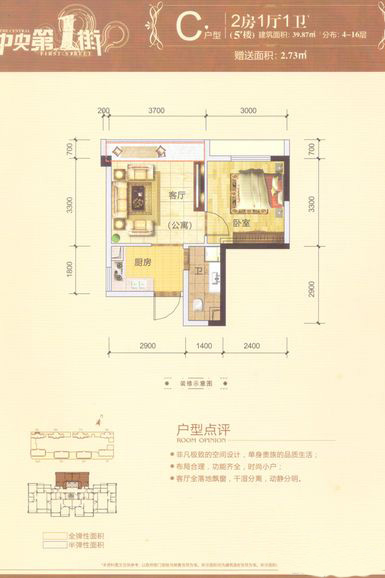 THE CENTRAL
中央第1街
FIRST·STREET
C·户型
2房1厅1卫
(5#楼) 建筑面积：39.87㎡ 分布：4-16层
赠送面积：2.73㎡
200 3700 3000
700 700
3300 3300
1800 2900
客厅
(公寓)
卧室
厨房
卫
2900 1400 2400
装修示意图
户型点评
ROOM OPINION
非凡极致的空间设计，单身贵族的品质生活；
布局合理，功能齐全，时尚小户；
客厅全落地飘窗，干湿分离，动静分明。
全弹性面积
半弹性面积